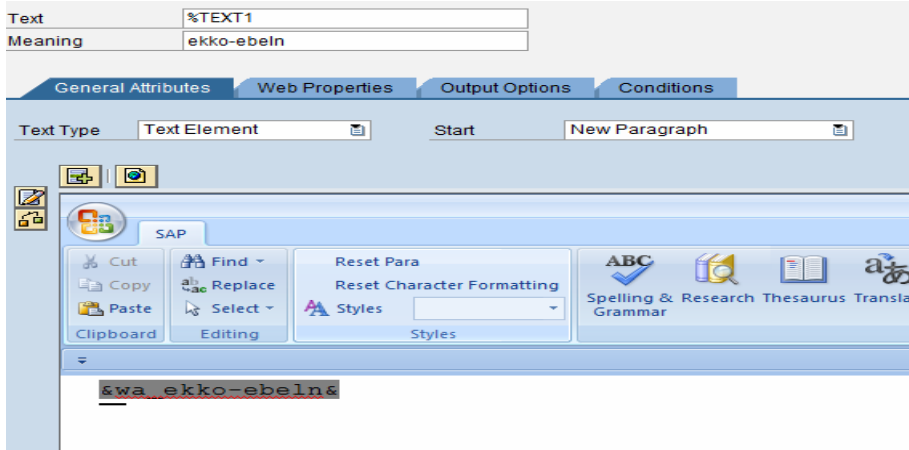 Text %TEXT1
Meaning ekko-ebeln
General Attributes Web Properties Output Options Conditions
Text Type Text Element Start New Paragraph
SAP
Cut Find Reset Para ABC
Copy Replace Reset Character Formatting
Paste Select Styles Spelling & Research Thesaurus Transla
Grammar
Clipboard Editing Styles
&wa_ekko-ebeln&